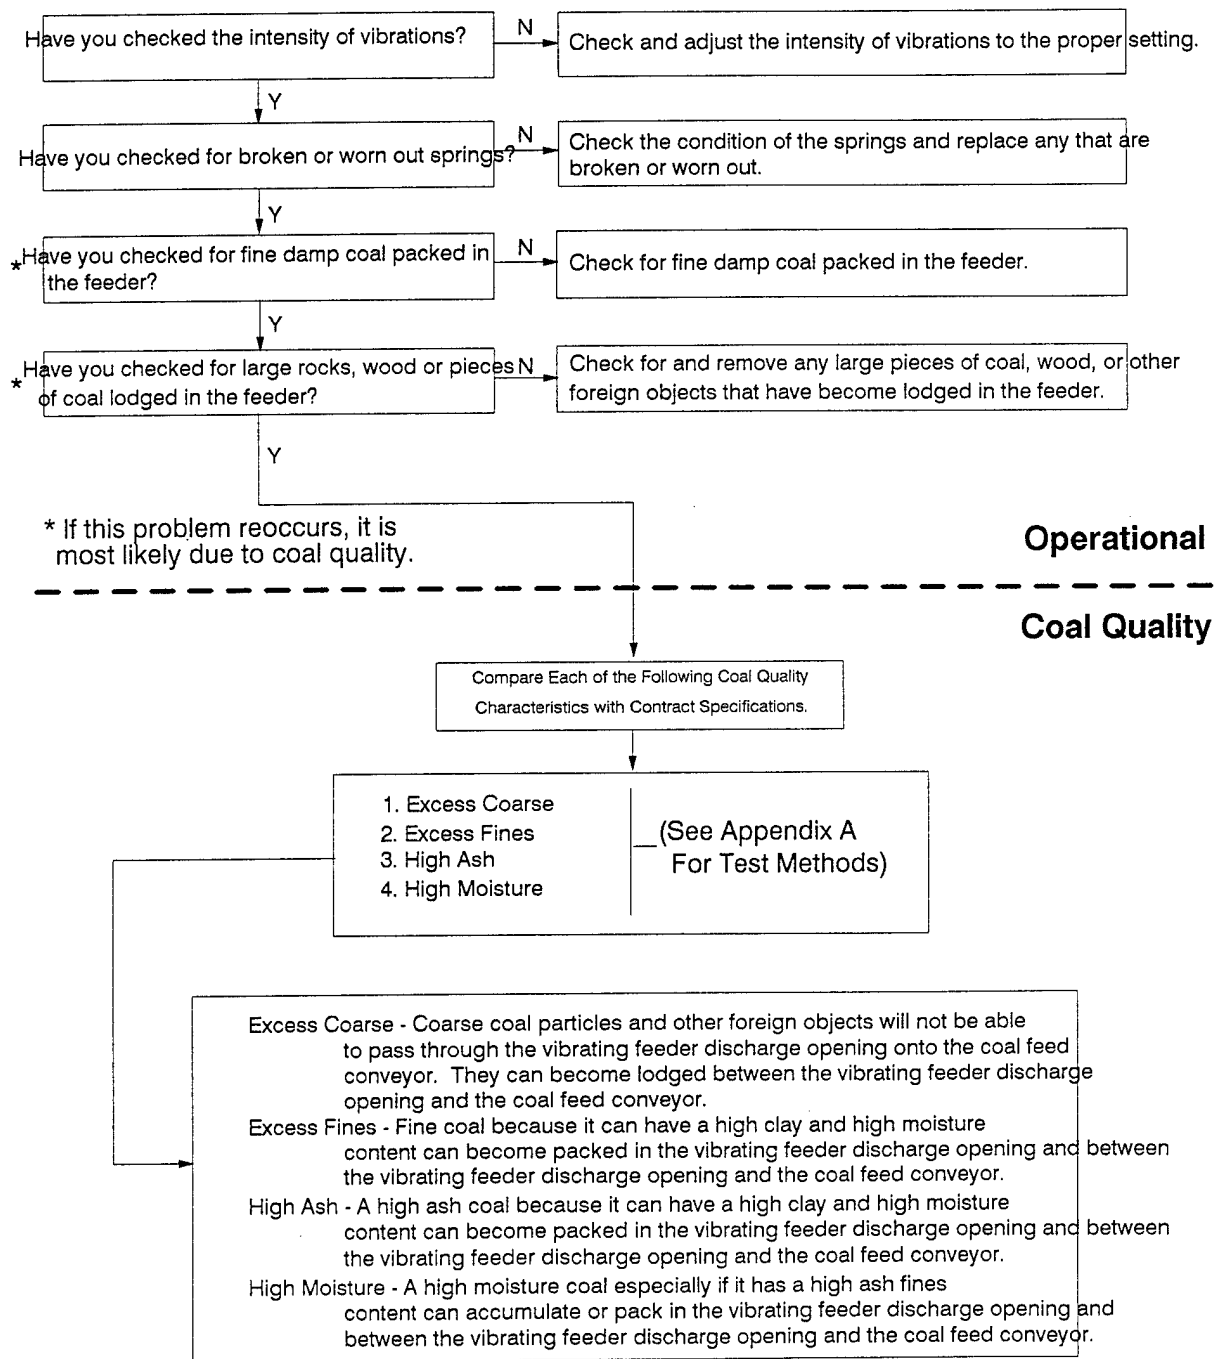 Have you checked the intensity of vibrations?
N
Check and adjust the intensity of vibrations to the proper setting.
Y
Have you checked for broken or worn out springs?
N
Check the condition of the springs and replace any that are
broken or worn out.
Y
*Have you checked for fine damp coal packed in
the feeder?
N
Check for fine damp coal packed in the feeder.
Y
*Have you checked for large rocks, wood or pieces
of coal lodged in the feeder?
N
Check for and remove any large pieces of coal, wood, or other
foreign objects that have become lodged in the feeder.
Y
* If this problem reoccurs, it is
most likely due to coal quality.
Operational
Coal Quality
Compare Each of the Following Coal Quality
Characteristics with Contract Specifications.
1. Excess Coarse
2. Excess Fines
3. High Ash
4. High Moisture
(See Appendix A
For Test Methods)
Excess Coarse - Coarse coal particles and other foreign objects will not be able
to pass through the vibrating feeder discharge opening onto the coal feed
conveyor. They can become lodged between the vibrating feeder discharge
opening and the coal feed conveyor.
Excess Fines - Fine coal because it can have a high clay and high moisture
content can become packed in the vibrating feeder discharge opening and between
the vibrating feeder discharge opening and the coal feed conveyor.
High Ash - A high ash coal because it can have a high clay and high moisture
content can become packed in the vibrating feeder discharge opening and between
the vibrating feeder discharge opening and the coal feed conveyor.
High Moisture - A high moisture coal especially if it has a high ash fines
content can accumulate or pack in the vibrating feeder discharge opening and
between the vibrating feeder discharge opening and the coal feed conveyor.